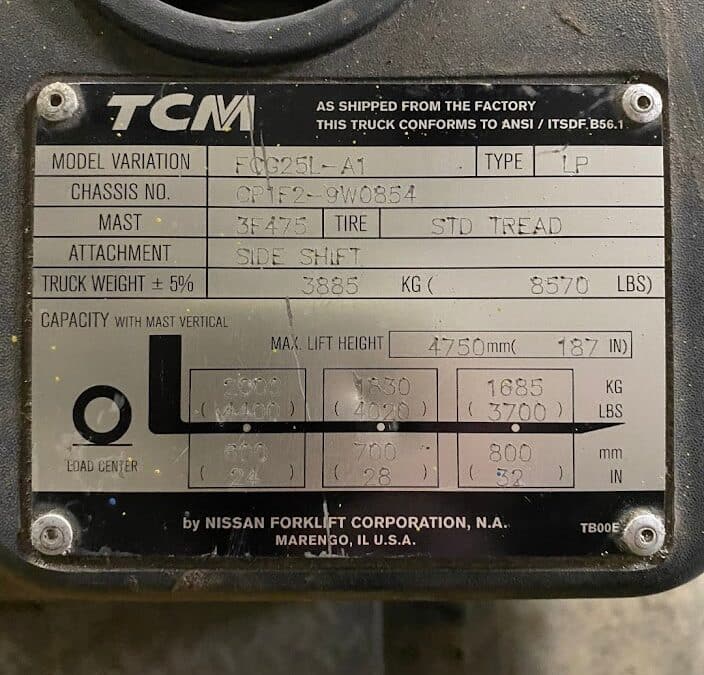 TCM
AS SHIPPED FROM THE FACTORY
THIS TRUCK CONFORMS TO ANSI / ITSDF B56.1
MODEL VARIATION FCG25L-A1 TYPE LP
CHASSIS NO. CP1F2-9W0854
MAST 3F475 TIRE STD TREAD
ATTACHMENT SIDE SHIFT
TRUCK WEIGHT ± 5% 3885 KG ( 8570 LBS)
CAPACITY WITH MAST VERTICAL
MAX. LIFT HEIGHT 4750mm( 187 IN)
2000 1830 1685 KG
( 4400 ) ( 4020 ) ( 3700 ) LBS
600 700 800 mm
LOAD CENTER ( 24 ) ( 28 ) ( 32 ) IN
by NISSAN FORKLIFT CORPORATION, N.A.
MARENGO, IL U.S.A.
TB00E